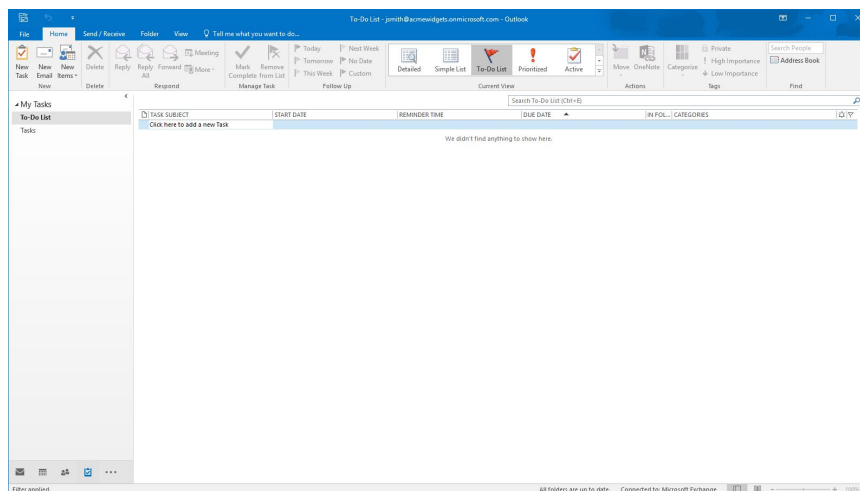 To-Do List - jsmith@acmewidgets.onmicrosoft.com - Outlook
File Home Send / Receive Folder View Tell me what you want to do...
New Task
New Email
New Items
Delete
Reply
Reply All
Forward
Meeting
More
Mark Complete
Remove from List
Today
Tomorrow
This Week
Next Week
No Date
Custom
Detailed
Simple List
To-Do List
Prioritized
Active
Move
OneNote
Categorize
Private
High Importance
Low Importance
Search People
Address Book
New Delete Respond Manage Task Follow Up Current View Actions Tags Find
My Tasks
To-Do List
Tasks
Search To-Do List (Ctrl+E)
TASK SUBJECT START DATE REMINDER TIME DUE DATE IN FOL... CATEGORIES
Click here to add a new Task
We didn't find anything to show here.
Filter applied
All folders are up to date. Connected to: Microsoft Exchange 100%